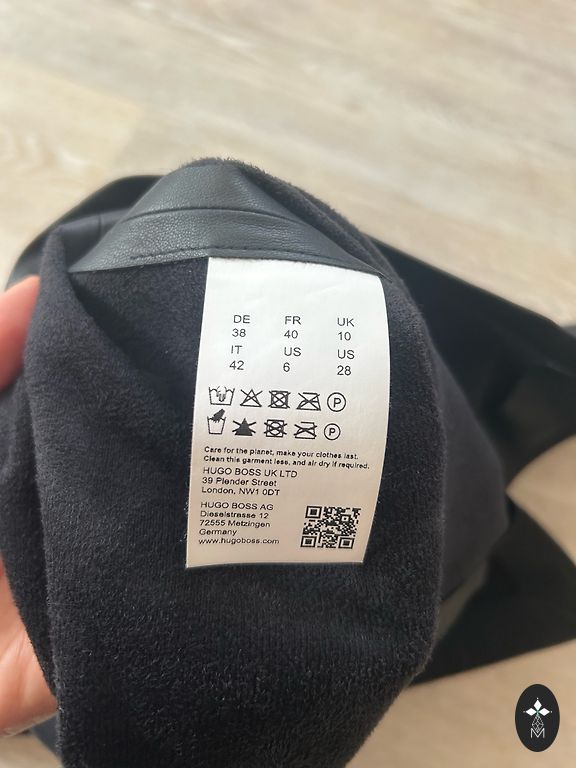 DE FR UK
38 40 10
IT US US
42 6 28
P
P
Care for the planet, make your clothes last.
Clean this garment less, and air dry if required.
HUGO BOSS UK LTD
39 Plender Street
London, NW1 0DT
HUGO BOSS AG
Dieselstrasse 12
72555 Metzingen
Germany
www.hugoboss.com
M